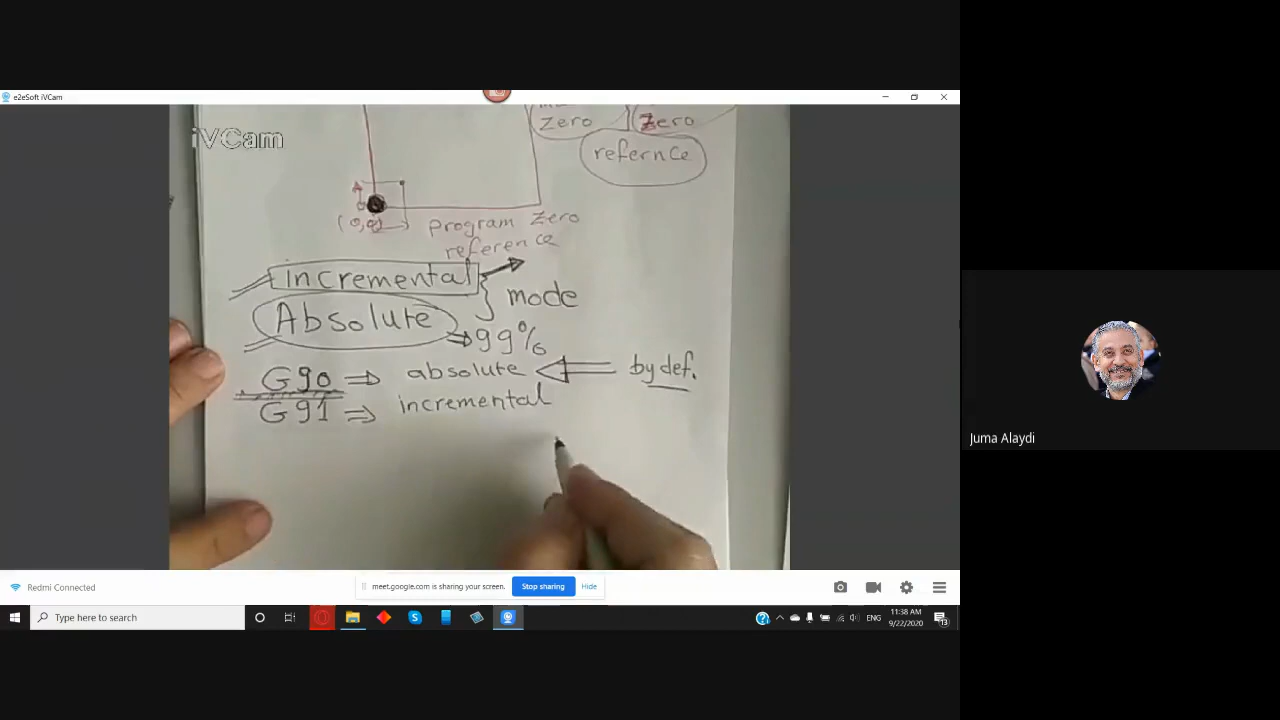 e2eSoft iVCam
iVCam
zero
zero
refernce
(0,0)
program zero
reference
incremental
mode
Absolute
99%
G90 ⇒ absolute
by def.
G91 ⇒ incremental
Juma Alaydi
Redmi Connected
meet.google.com is sharing your screen.
Stop sharing
Hide
Type here to search
ENG
11:38 AM
9/22/2020
13